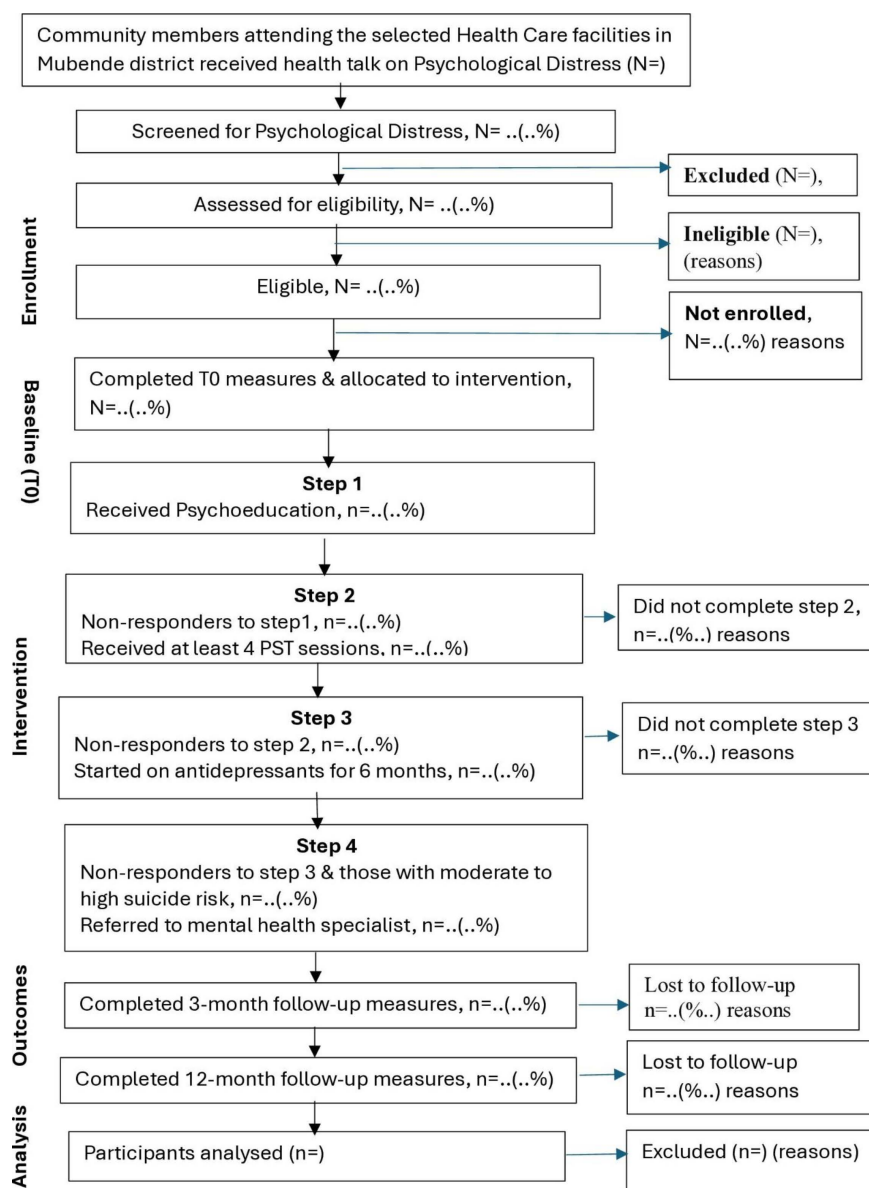 Community members attending the selected Health Care facilities in
Mubende district received health talk on Psychological Distress (N=)
Screened for Psychological Distress, N= ..(..%)
Excluded (N=),
Assessed for eligibility, N= ..(..%)
Ineligible (N=),
(reasons)
Enrollment
Eligible, N= ..(..%)
Not enrolled,
N=..(..%) reasons
Baseline (T0)
Completed T0 measures & allocated to intervention,
N=..(..%)
Step 1
Received Psychoeducation, n=..(..%)
Intervention
Step 2
Non-responders to step1, n=..(..%)
Received at least 4 PST sessions, n=..(..%)
Did not complete step 2,
n=..(%..) reasons
Step 3
Non-responders to step 2, n=..(..%)
Started on antidepressants for 6 months, n=..(..%)
Did not complete step 3
n=..(%..) reasons
Step 4
Non-responders to step 3 & those with moderate to
high suicide risk, n=..(..%)
Referred to mental health specialist, n=..(..%)
Outcomes
Completed 3-month follow-up measures, n=..(..%)
Lost to follow-up
n=..(%..) reasons
Completed 12-month follow-up measures, n=..(..%)
Lost to follow-up
n=..(%..) reasons
Analysis
Participants analysed (n=)
Excluded (n=) (reasons)